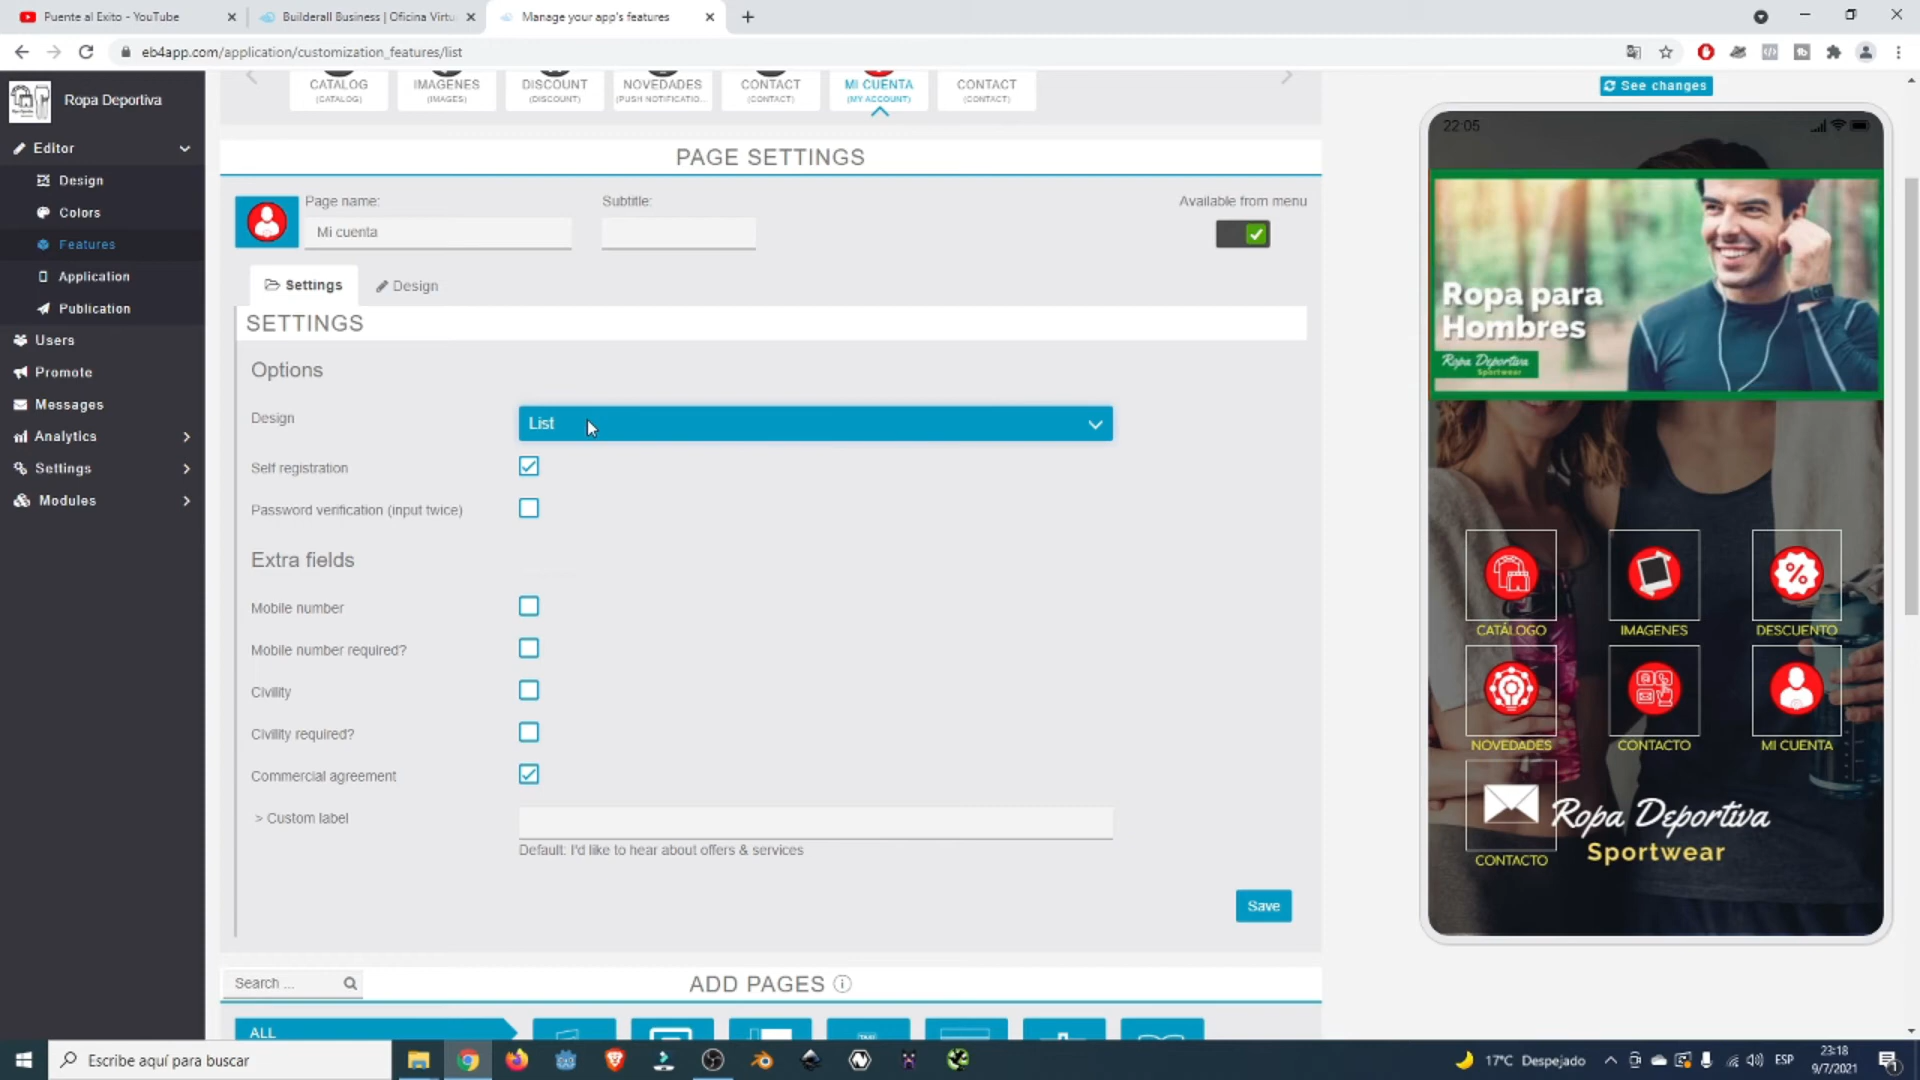 Puente al Exito - YouTube
Builderall Business | Oficina Virtu
Manage your app's features
eb4app.com/application/customization_features/list
Ropa Deportiva
Editor
Design
Colors
Features
Application
Publication
Users
Promote
Messages
Analytics
Settings
Modules
CATALOG
(CATALOG)
IMAGENES
(IMAGES)
DISCOUNT
(DISCOUNT)
NOVEDADES
(PUSH NOTIFICATIO...
CONTACT
(CONTACT)
MI CUENTA
(MY ACCOUNT)
CONTACT
(CONTACT)
PAGE SETTINGS
Page name:
Mi cuenta
Subtitle:
Available from menu
Settings
Design
SETTINGS
Options
Design
List
Self registration
Password verification (input twice)
Extra fields
Mobile number
Mobile number required?
Civility
Civility required?
Commercial agreement
> Custom label
Default: I'd like to hear about offers & services
Save
Search ...
ADD PAGES
ALL
See changes
22:05
Ropa para
Hombres
Ropa Deportiva
Sportwear
CATÁLOGO
IMAGENES
DESCUENTO
NOVEDADES
CONTACTO
MI CUENTA
CONTACTO
Ropa Deportiva
Sportwear
Escribe aquí para buscar
17°C Despejado
ESP
23:18
9/7/2021